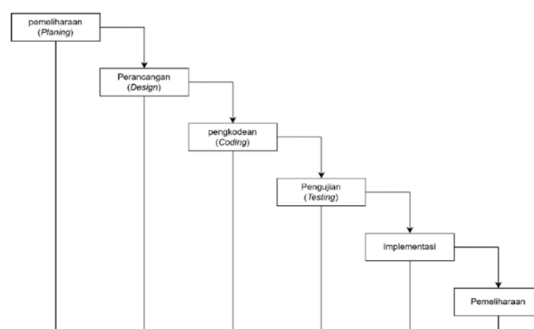 pemeliharaan
(Planing)
Perancangan
(Design)
pengkodean
(Coding)
Pengujian
(Testing)
Implementasi
Pemeliharaan